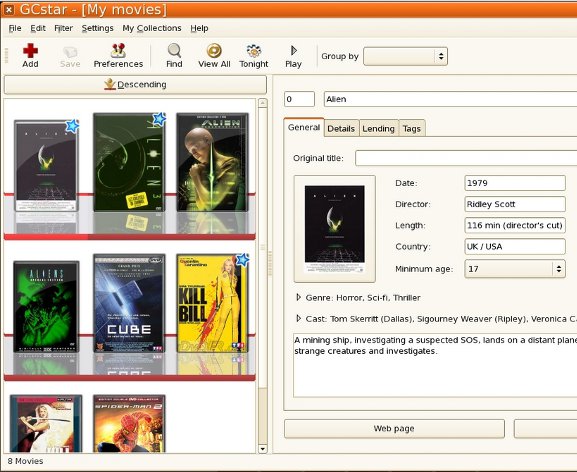 GCstar - [My movies]
File Edit Filter Settings My Collections Help
Add Save Preferences Find View All Tonight Play Group by
Descending
0 Alien
General Details Lending Tags
Original title:
Date: 1979
Director: Ridley Scott
Length: 116 min (director's cut)
Country: UK / USA
Minimum age: 17
Genre: Horror, Sci-fi, Thriller
Cast: Tom Skerritt (Dallas), Sigourney Weaver (Ripley), Veronica C
A mining ship, investigating a suspected SOS, lands on a distant plane
strange creatures and investigates.
Web page
ALIEN
ALIEN
ALIEN
ALIENS
CUBE
KILL
BILL
SPIDER-MAN 2
8 Movies